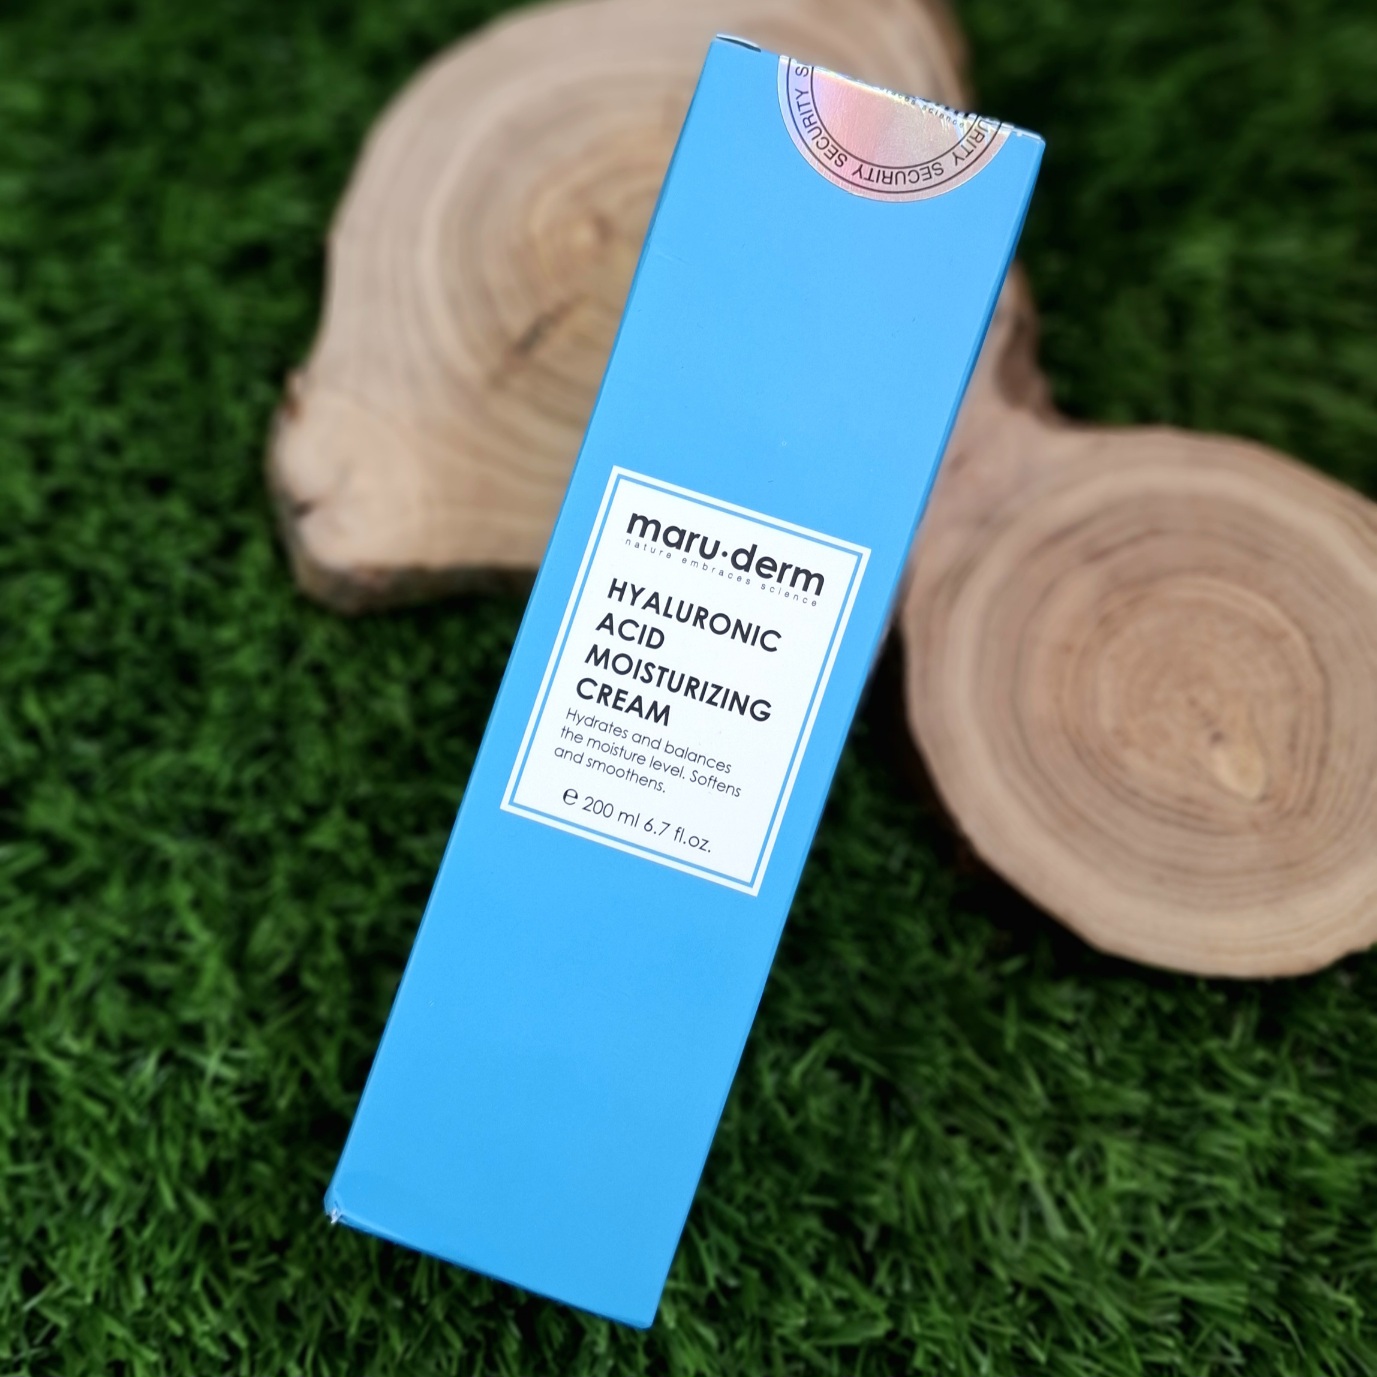 SECURITY SECURITY
science
maru·derm
nature embraces science
HYALURONIC
ACID
MOISTURIZING
CREAM
Hydrates and balances
the moisture level. Softens
and smoothens.
℮ 200 ml 6.7 fl.oz.